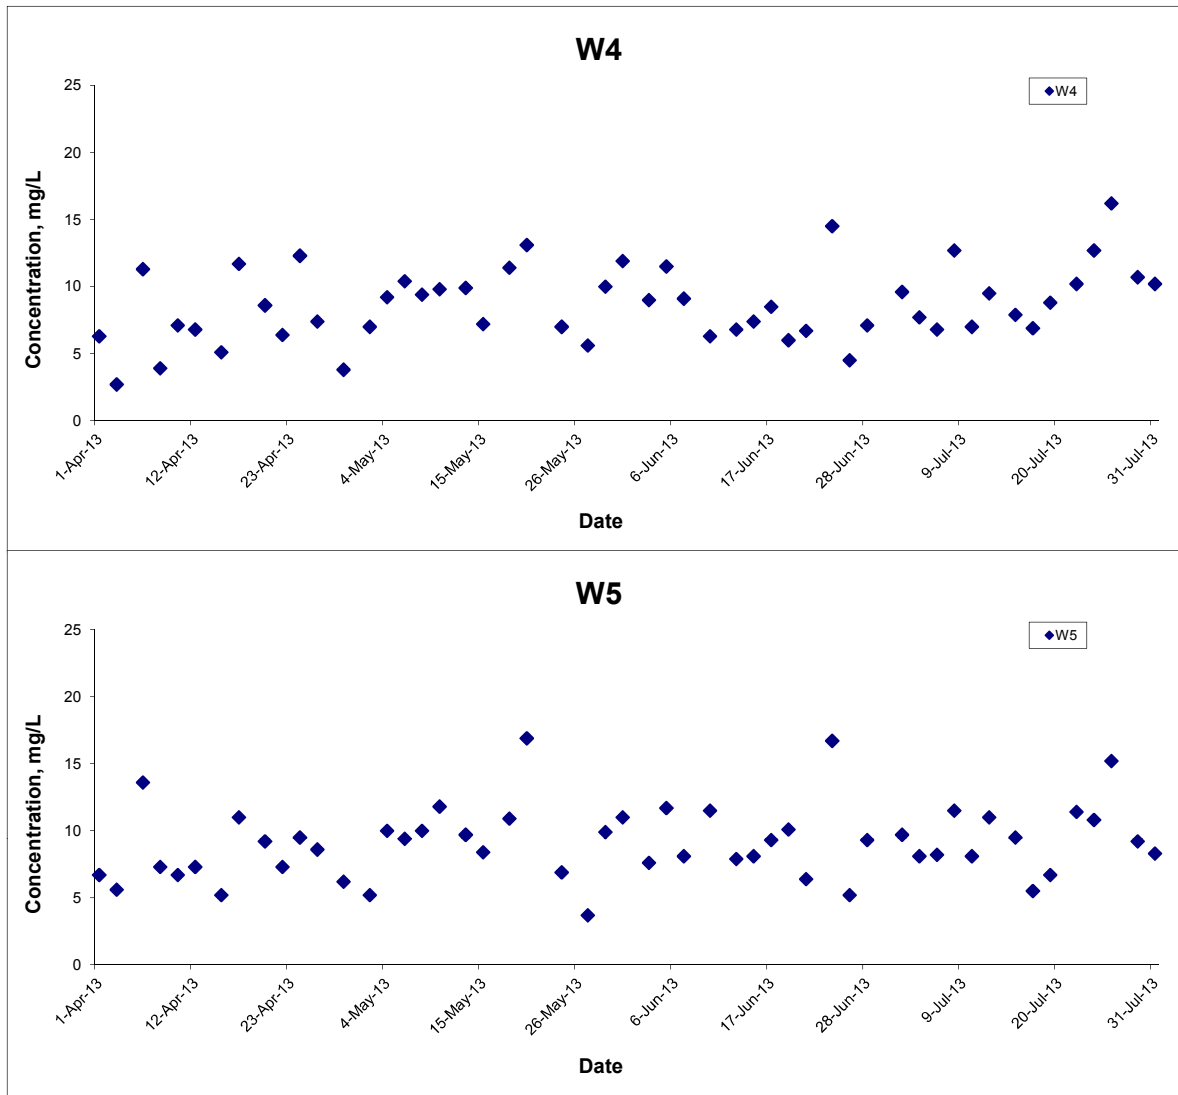 W4
W4
25
20
15
10
5
0
Concentration, mg/L
1-Apr-13
12-Apr-13
23-Apr-13
4-May-13
15-May-13
26-May-13
6-Jun-13
17-Jun-13
28-Jun-13
9-Jul-13
20-Jul-13
31-Jul-13
Date
W5
W5
25
20
15
10
5
0
Concentration, mg/L
1-Apr-13
12-Apr-13
23-Apr-13
4-May-13
15-May-13
26-May-13
6-Jun-13
17-Jun-13
28-Jun-13
9-Jul-13
20-Jul-13
31-Jul-13
Date